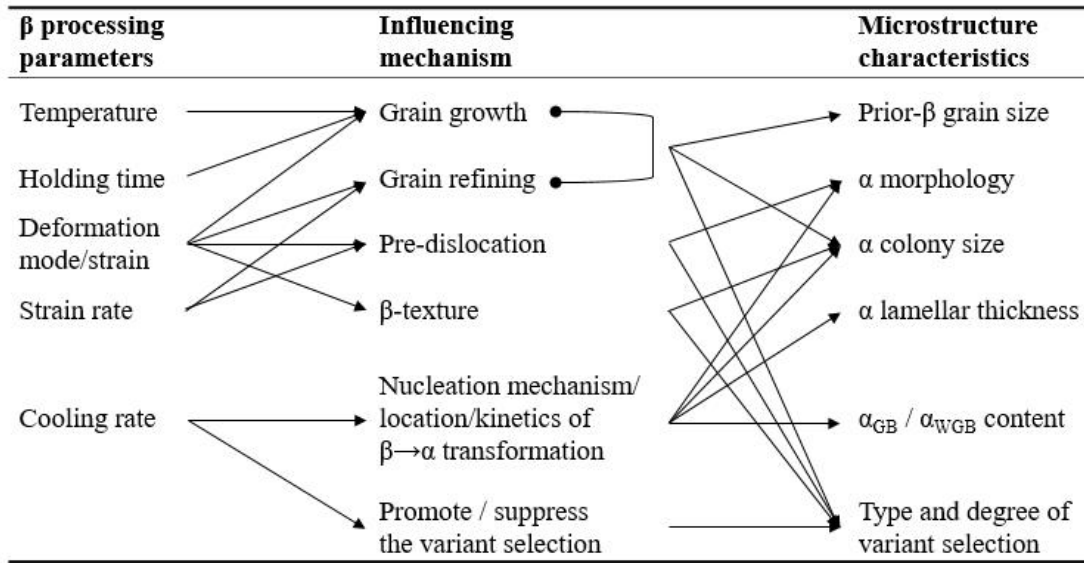 β processing parameters
Influencing mechanism
Microstructure characteristics
Temperature
Grain growth
Prior-β grain size
Holding time
Grain refining
α morphology
Deformation mode/strain
Pre-dislocation
α colony size
Strain rate
β-texture
α lamellar thickness
Cooling rate
Nucleation mechanism/
location/kinetics of
β→α transformation
α_GB / α_WGB content
Promote / suppress
the variant selection
Type and degree of
variant selection